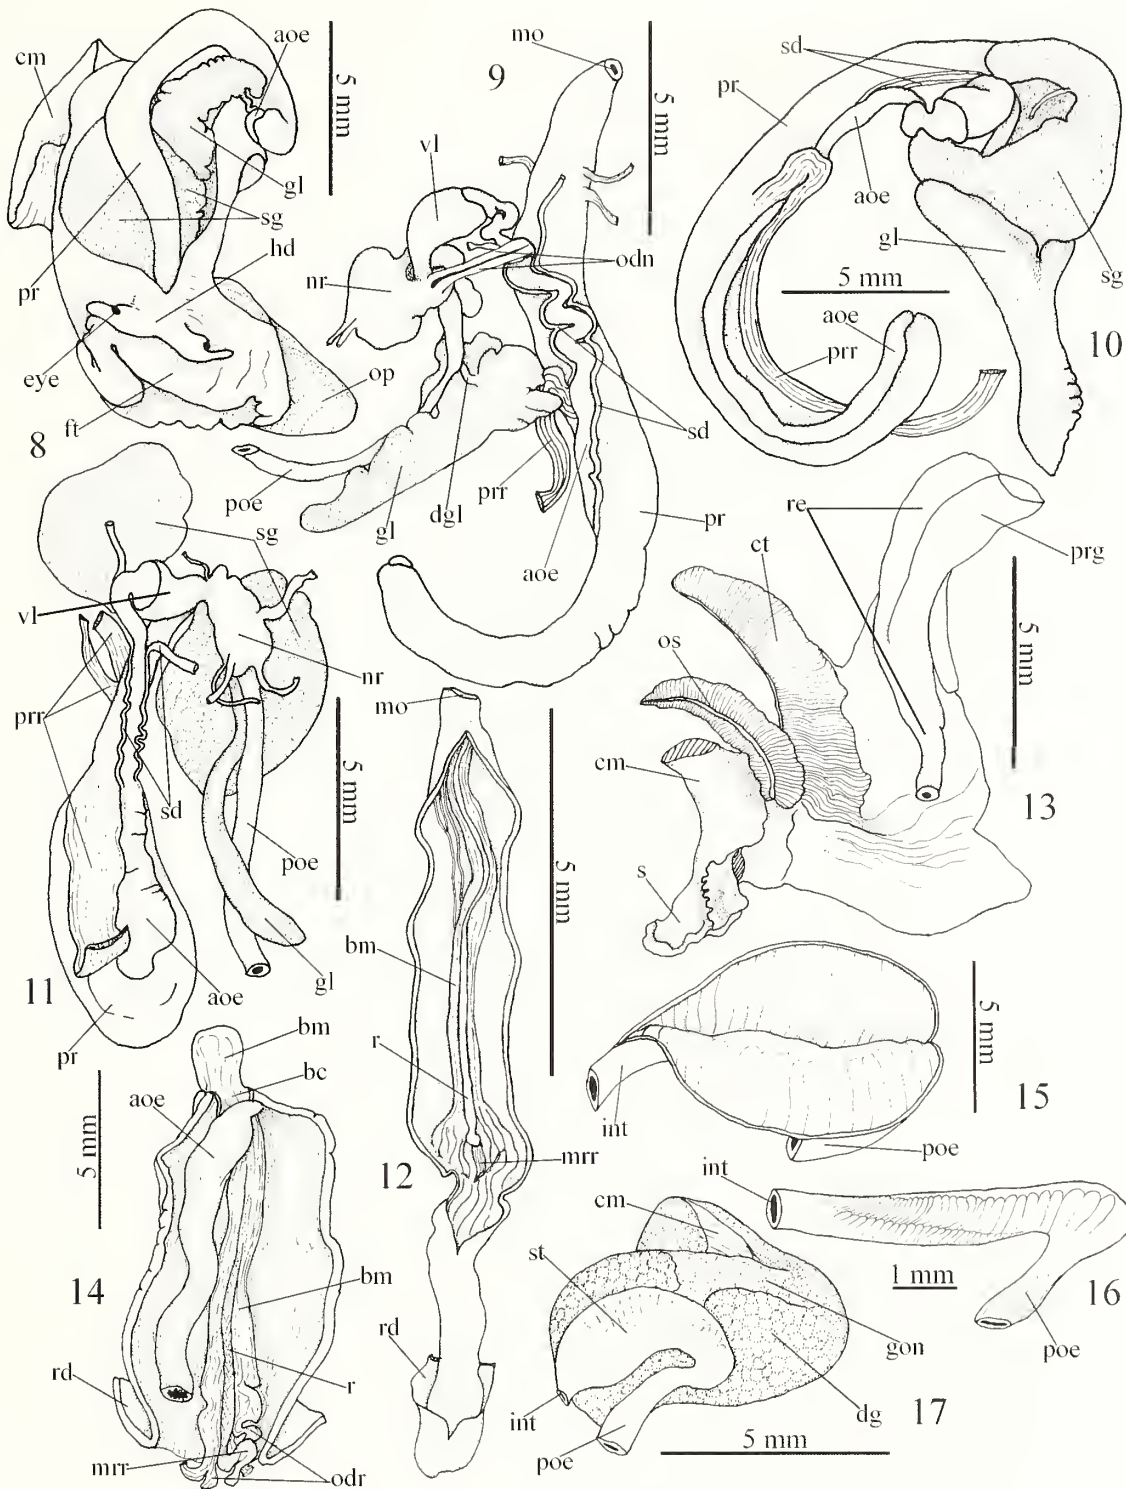 cm
aoe
5 mm
gl
sg
hd
pr
eye
ft
op
8
mo
9
5 mm
vl
nr
odn
sd
poe
gl
dgl
prr
aoe
pr
sd
pr
aoe
gl
sg
5 mm
10
aoe
prr
sg
vl
nr
prr
sd
5 mm
poe
aoe
gl
11
pr
mo
5 mm
bm
r
mrr
12
rd
re
prg
ct
os
cm
s
5 mm
13
bm
bc
aoe
5 mm
14
bm
rd
r
mrr
odr
5 mm
15
int
poe
int
1 mm
16
poe
cm
st
gon
int
dg
17
poe
5 mm